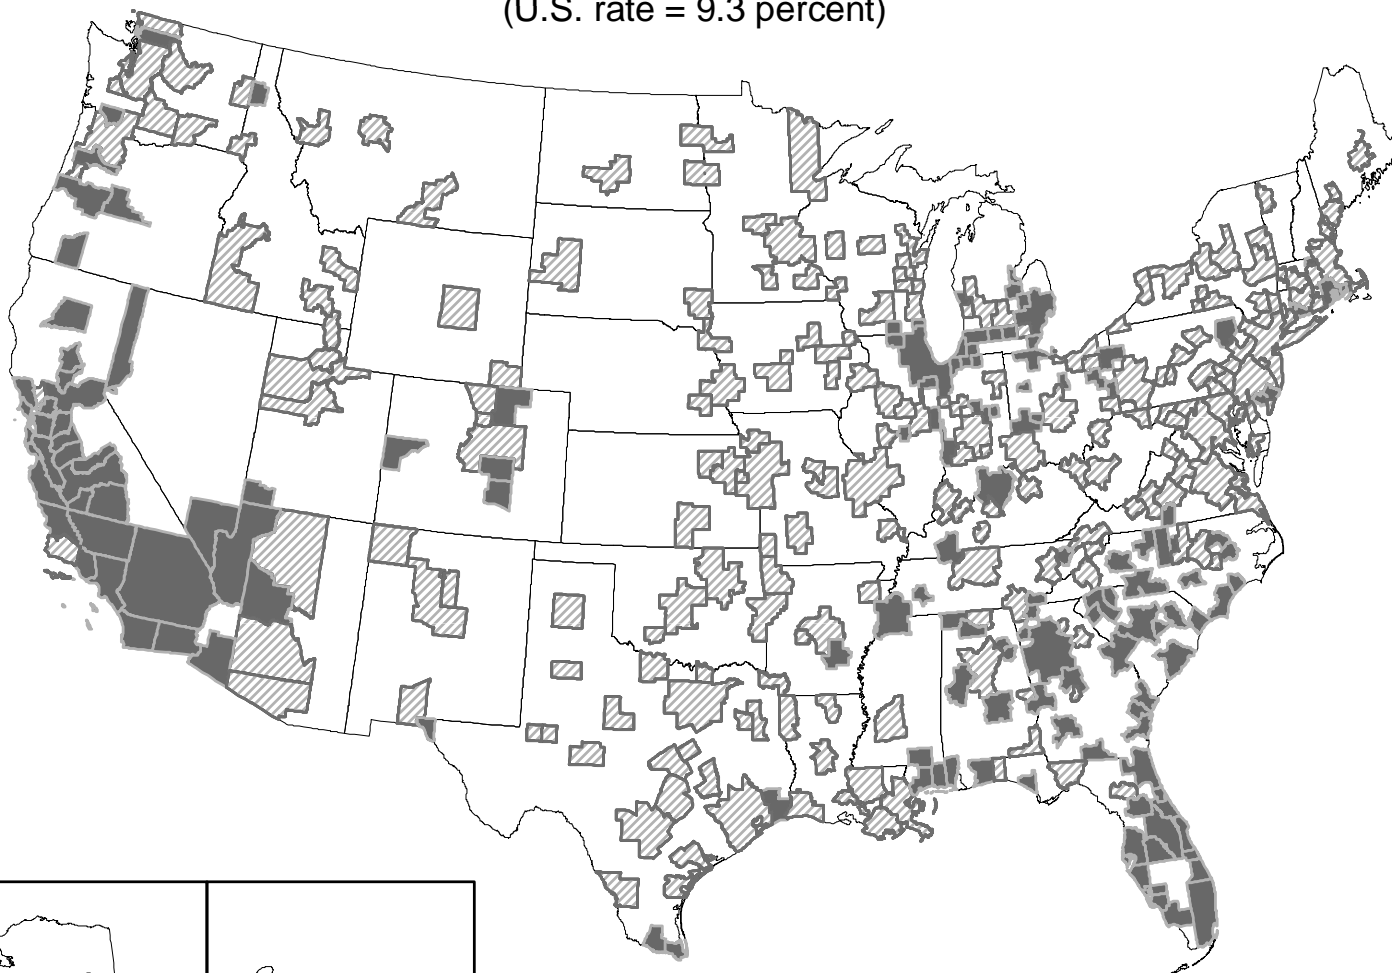 (U.S. rate = 9.3 percent)